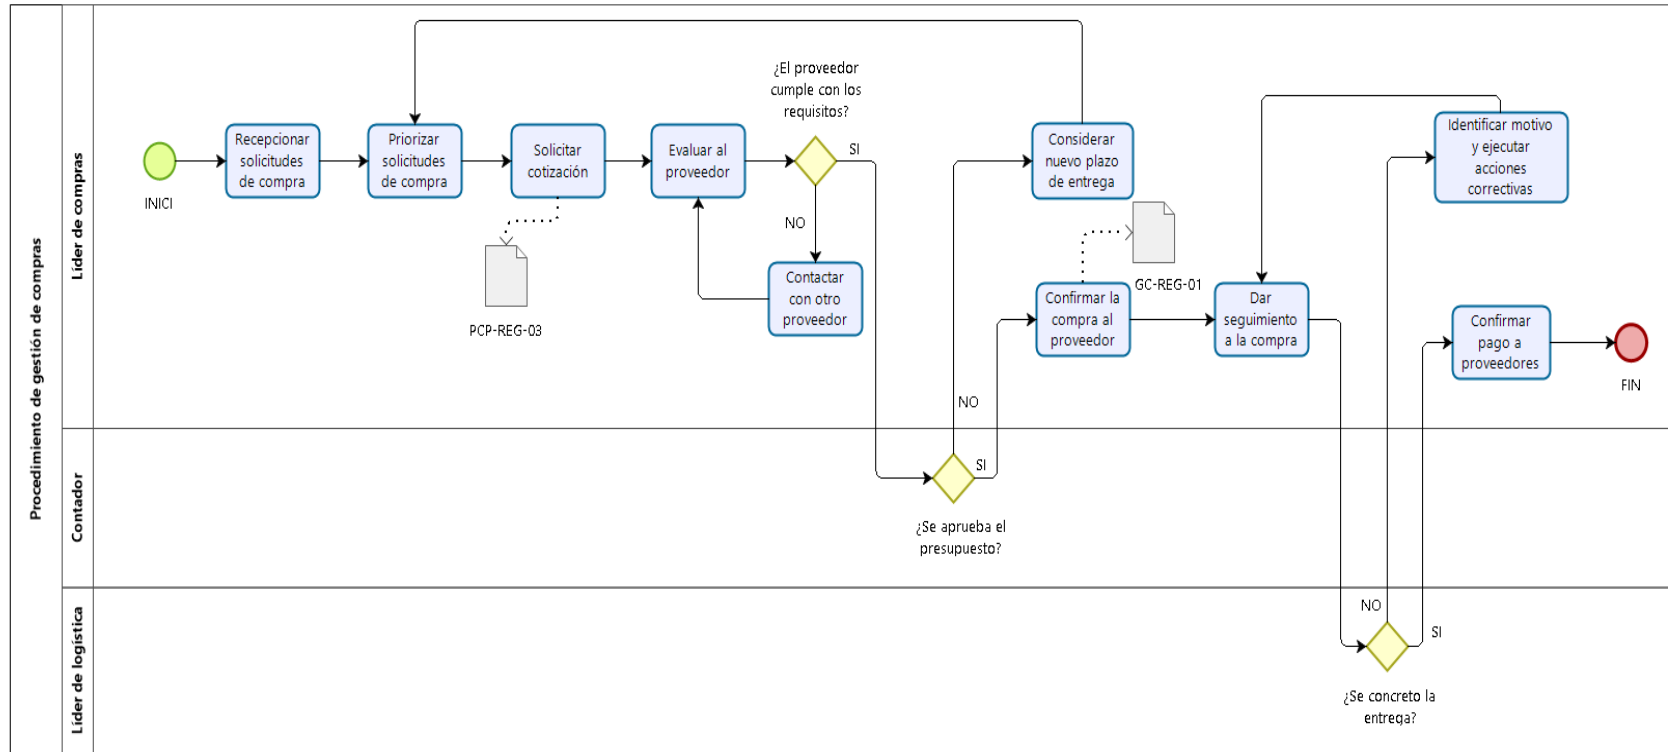 Procedimiento de gestión de compras
Líder de compras
INICI
Recepcionar
solicitudes
de compra
Priorizar
solicitudes
de compra
Solicitar
cotización
PCP-REG-03
Evaluar al
proveedor
¿El proveedor
cumple con los
requisitos?
SI
NO
Contactar
con otro
proveedor
Considerar
nuevo plazo
de entrega
GC-REG-01
Confirmar la
compra al
proveedor
Dar
seguimiento
a la compra
Identificar motivo
y ejecutar
acciones
correctivas
Confirmar
pago a
proveedores
FIN
Contador
NO
SI
¿Se aprueba el
presupuesto?
Líder de logística
NO
SI
¿Se concreto la
entrega?